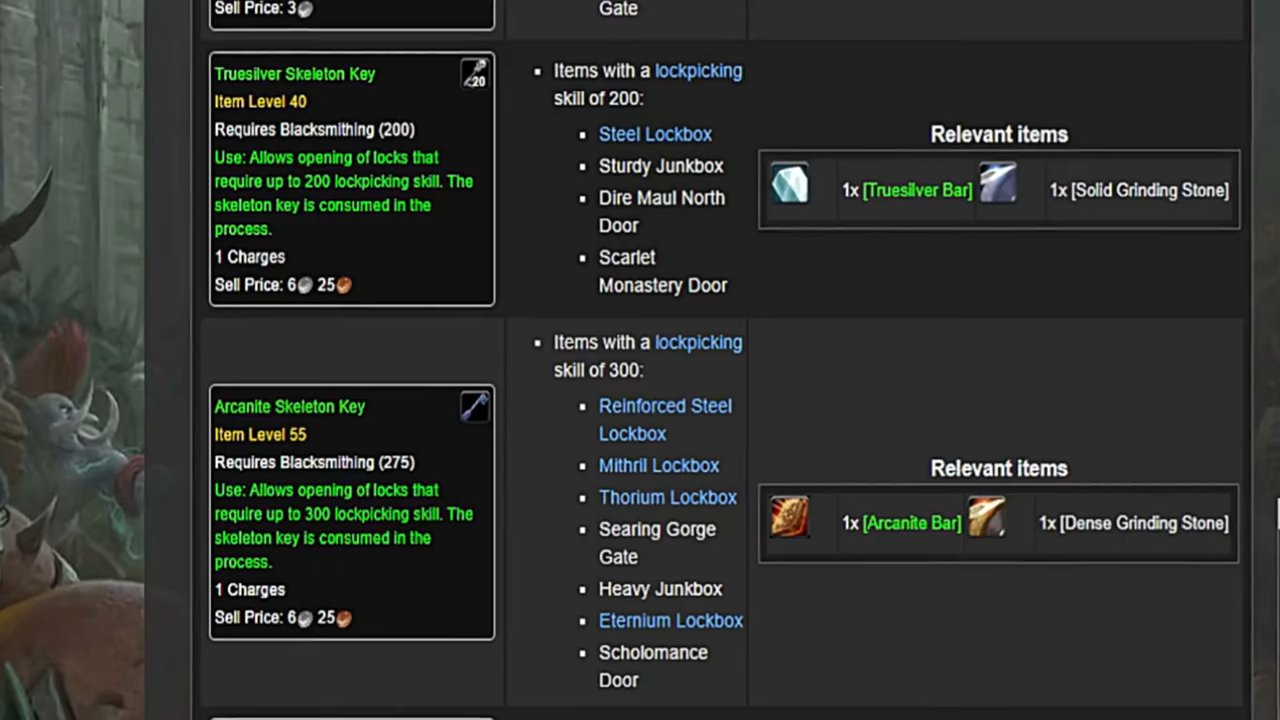 Sell Price: 3
Gate
Truesilver Skeleton Key
20
Item Level 40
Requires Blacksmithing (200)
Use: Allows opening of locks that
require up to 200 lockpicking skill. The
skeleton key is consumed in the
process.
1 Charges
Sell Price: 6 25
Items with a lockpicking
skill of 200:
Steel Lockbox
Sturdy Junkbox
Dire Maul North
Door
Scarlet
Monastery Door
Relevant items
1x [Truesilver Bar] 1x [Solid Grinding Stone]
Arcanite Skeleton Key
Item Level 55
Requires Blacksmithing (275)
Use: Allows opening of locks that
require up to 300 lockpicking skill. The
skeleton key is consumed in the
process.
1 Charges
Sell Price: 6 25
Items with a lockpicking
skill of 300:
Reinforced Steel
Lockbox
Mithril Lockbox
Thorium Lockbox
Searing Gorge
Gate
Heavy Junkbox
Eternium Lockbox
Scholomance
Door
Relevant items
1x [Arcanite Bar] 1x [Dense Grinding Stone]